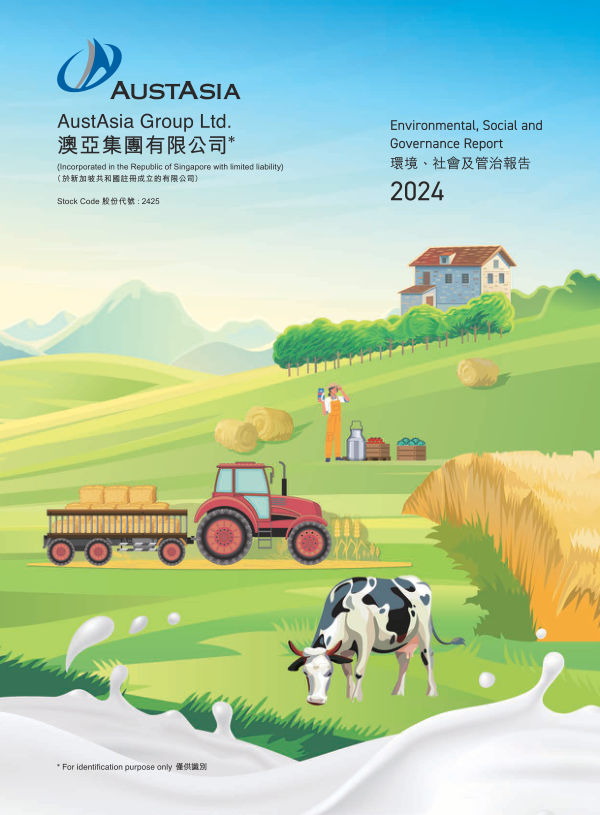 AUSTASIA
AustAsia Group Ltd.
澳亞集團有限公司*
(Incorporated in the Republic of Singapore with limited liability)
（於新加坡共和國註冊成立的有限公司）
Stock Code 股份代號 : 2425
Environmental, Social and
Governance Report
環境、社會及管治報告
2024
* For identification purpose only 僅供識別